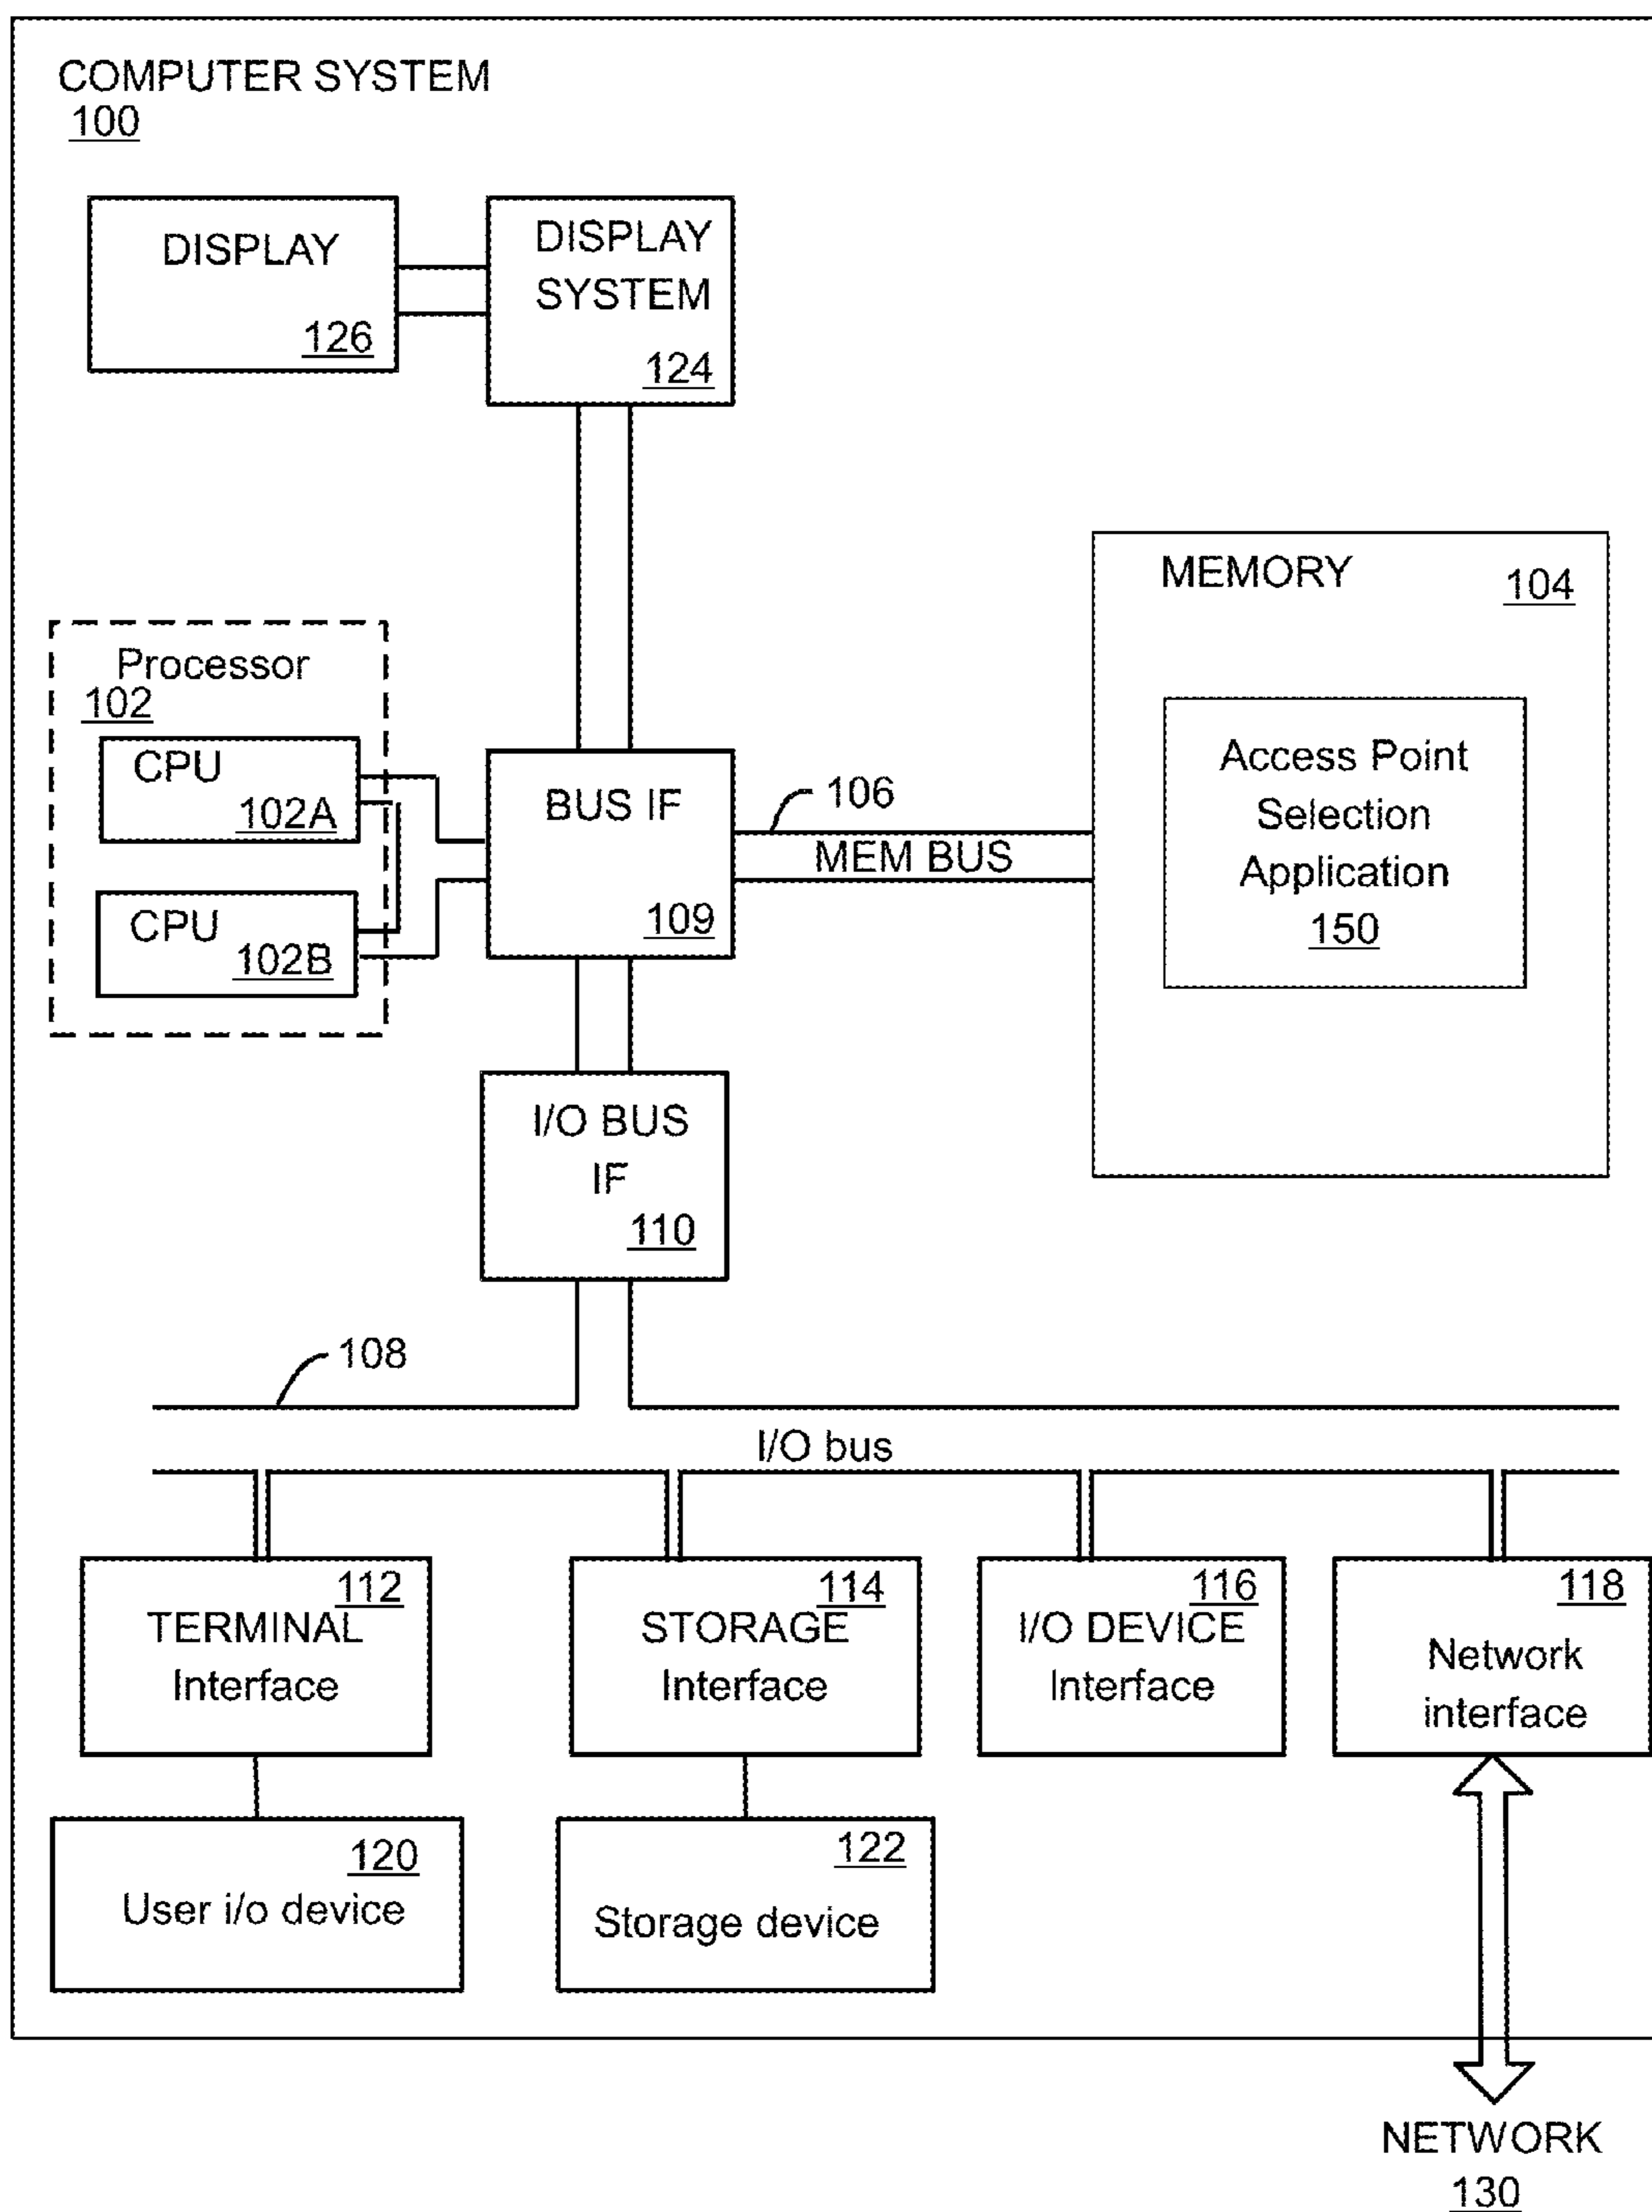 COMPUTER SYSTEM
100
DISPLAY
126
DISPLAY
SYSTEM
124
MEMORY
104
Access Point
Selection
Application
150
Processor
102
CPU
102A
CPU
102B
BUS IF
109
106
MEM BUS
I/O BUS
IF
110
108
I/O bus
112
TERMINAL
Interface
114
STORAGE
Interface
116
I/O DEVICE
Interface
118
Network
interface
120
User i/o device
122
Storage device
NETWORK
130